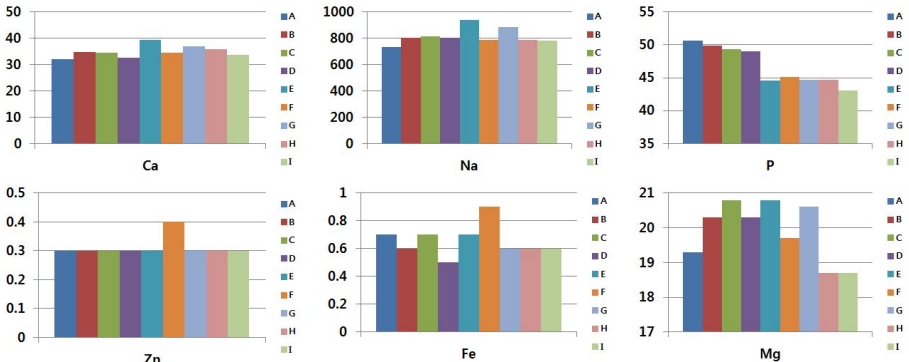 50
40
30
20
10
0
Ca
A
B
C
D
E
F
G
H
I
1000
800
600
400
200
0
Na
A
B
C
D
E
F
G
H
I
55
50
45
40
35
P
A
B
C
D
E
F
G
H
I
0.5
0.4
0.3
0.2
0.1
0
Zn
A
B
C
D
E
F
G
H
I
1
0.8
0.6
0.4
0.2
0
Fe
A
B
C
D
E
F
G
H
I
21
20
19
18
17
Mg
A
B
C
D
E
F
G
H
I